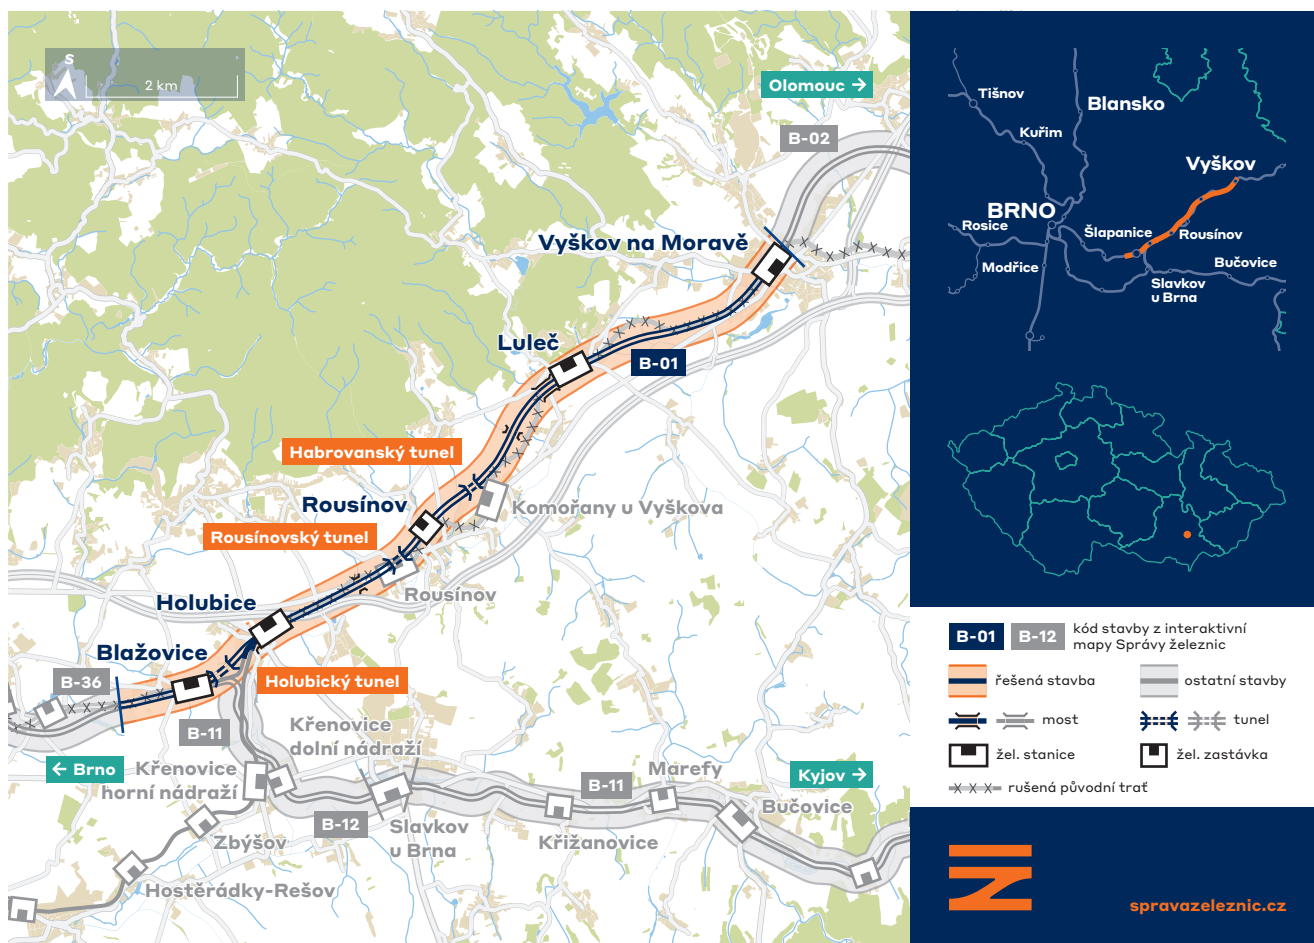 S
2 km
Olomouc →
B-02
Vyškov na Moravě
Luleč
B-01
Habrovanský tunel
Rousínov
Komořany u Vyškova
Rousínovský tunel
Rousínov
Holubice
Blažovice
B-36
Holubický tunel
B-11
Křenovice
dolní nádraží
← Brno
Křenovice
horní nádraží
Marefy
Kyjov →
B-11
Bučovice
B-12
Slavkov
u Brna
Křižanovice
Zbýšov
Hostěrádky-Rešov
Tišnov
Blansko
Kuřim
Vyškov
BRNO
Rosice
Šlapanice
Rousínov
Modřice
Bučovice
Slavkov
u Brna
B-01 B-12 kód stavby z interaktivní
mapy Správy železnic
řešená stavba
ostatní stavby
most
tunel
žel. stanice
žel. zastávka
rušená původní trať
spravazeleznic.cz